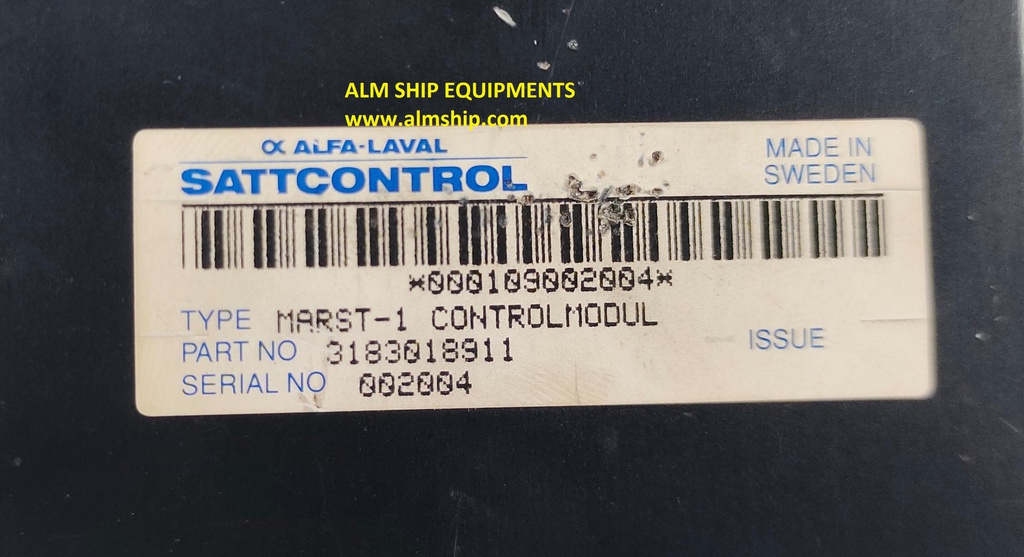 ALM SHIP EQUIPMENTS
www.almship.com
α ALFA-LAVAL
SATTCONTROL
MADE IN
SWEDEN
*000109002004*
TYPE MARST-1 CONTROLMODUL
PART NO 3183018911
ISSUE
SERIAL NO 002004